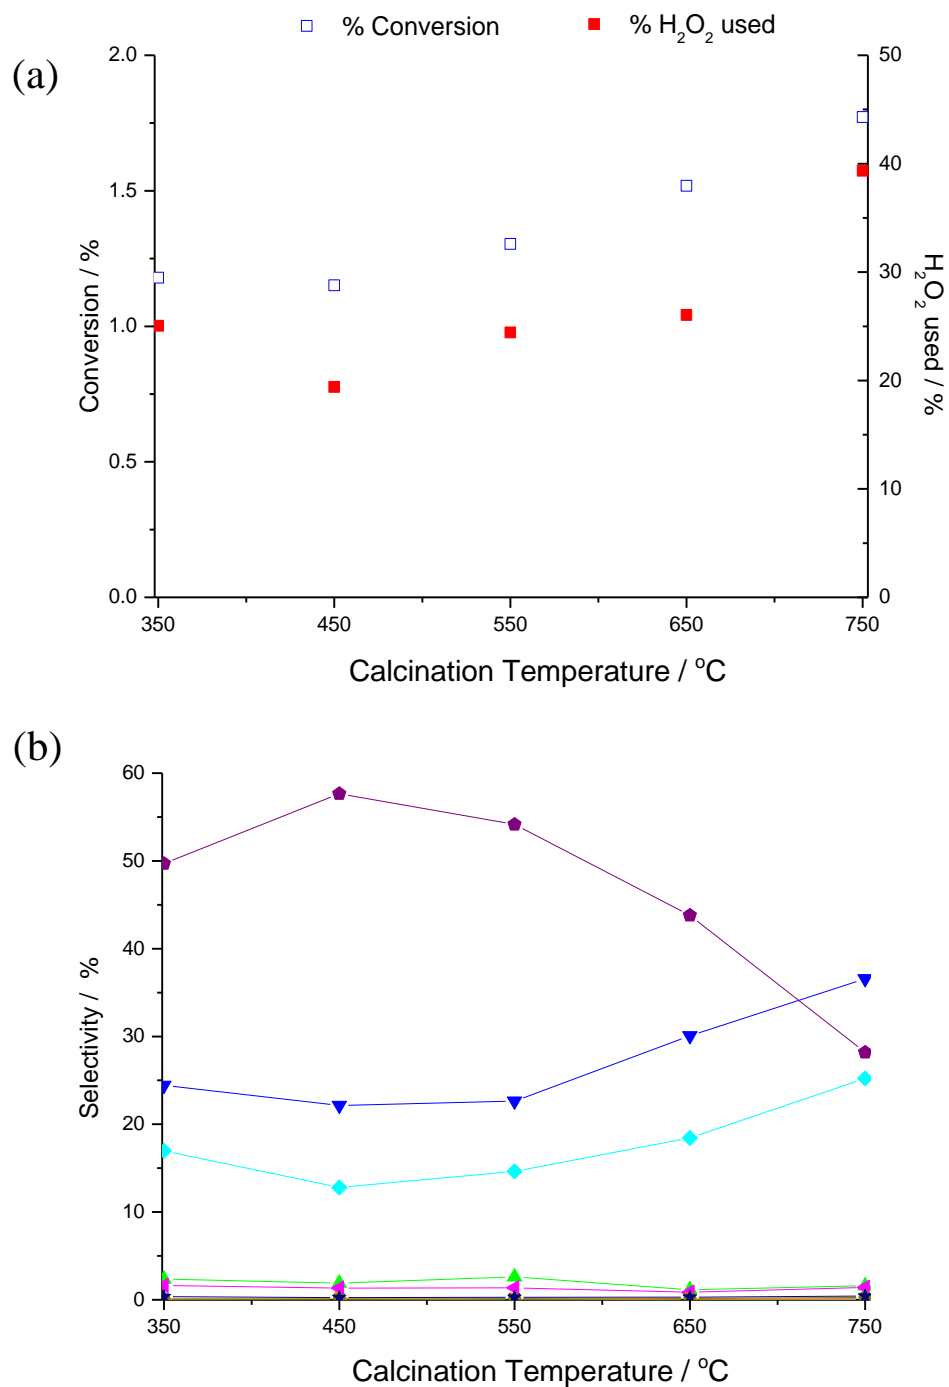 % Conversion % H₂O₂ used
(a)
2.0
1.5
1.0
0.5
0.0
Conversion / %
50
40
30
20
10
0
H₂O₂ used / %
350 450 550 650 750
Calcination Temperature / °C
(b)
60
50
40
30
20
10
0
Selectivity / %
350 450 550 650 750
Calcination Temperature / °C